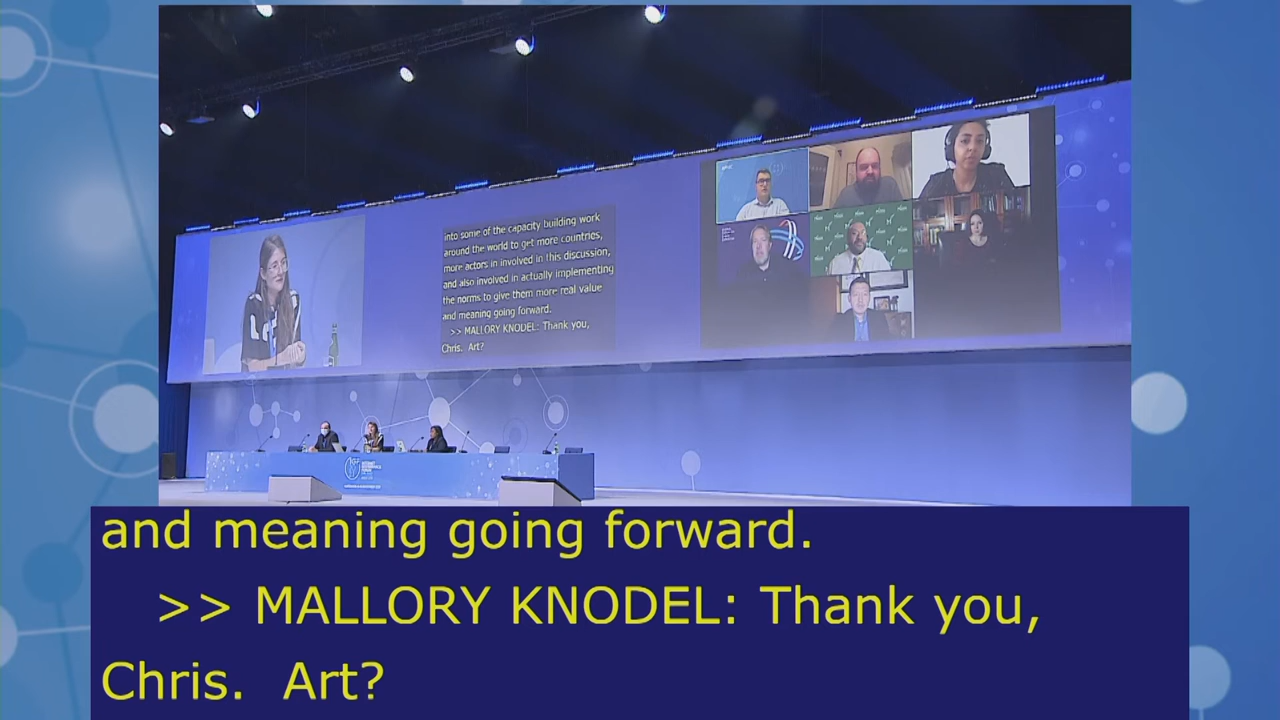 into some of the capacity building work
around the world to get more countries,
more actors in involved in this discussion,
and also involved in actually implementing
the norms to give them more real value
and meaning going forward.
>> MALLORY KNODEL: Thank you,
Chris.  Art?
and meaning going forward.
>> MALLORY KNODEL: Thank you,
Chris.  Art?